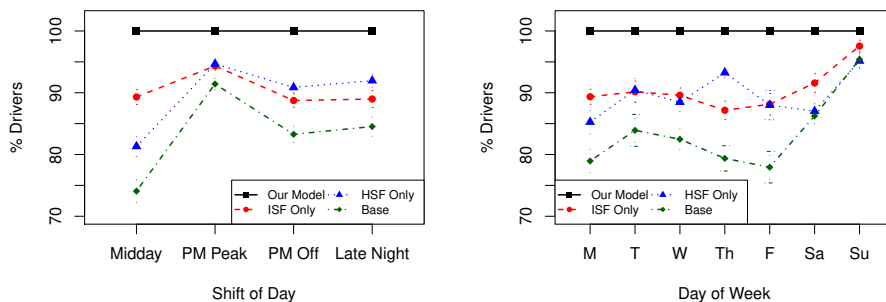 100
90
80
70
% Drivers
Our Model
HSF Only
ISF Only
Base
Midday
PM Peak
PM Off
Late Night
Shift of Day
100
90
80
70
% Drivers
Our Model
HSF Only
ISF Only
Base
M
T
W
Th
F
Sa
Su
Day of Week